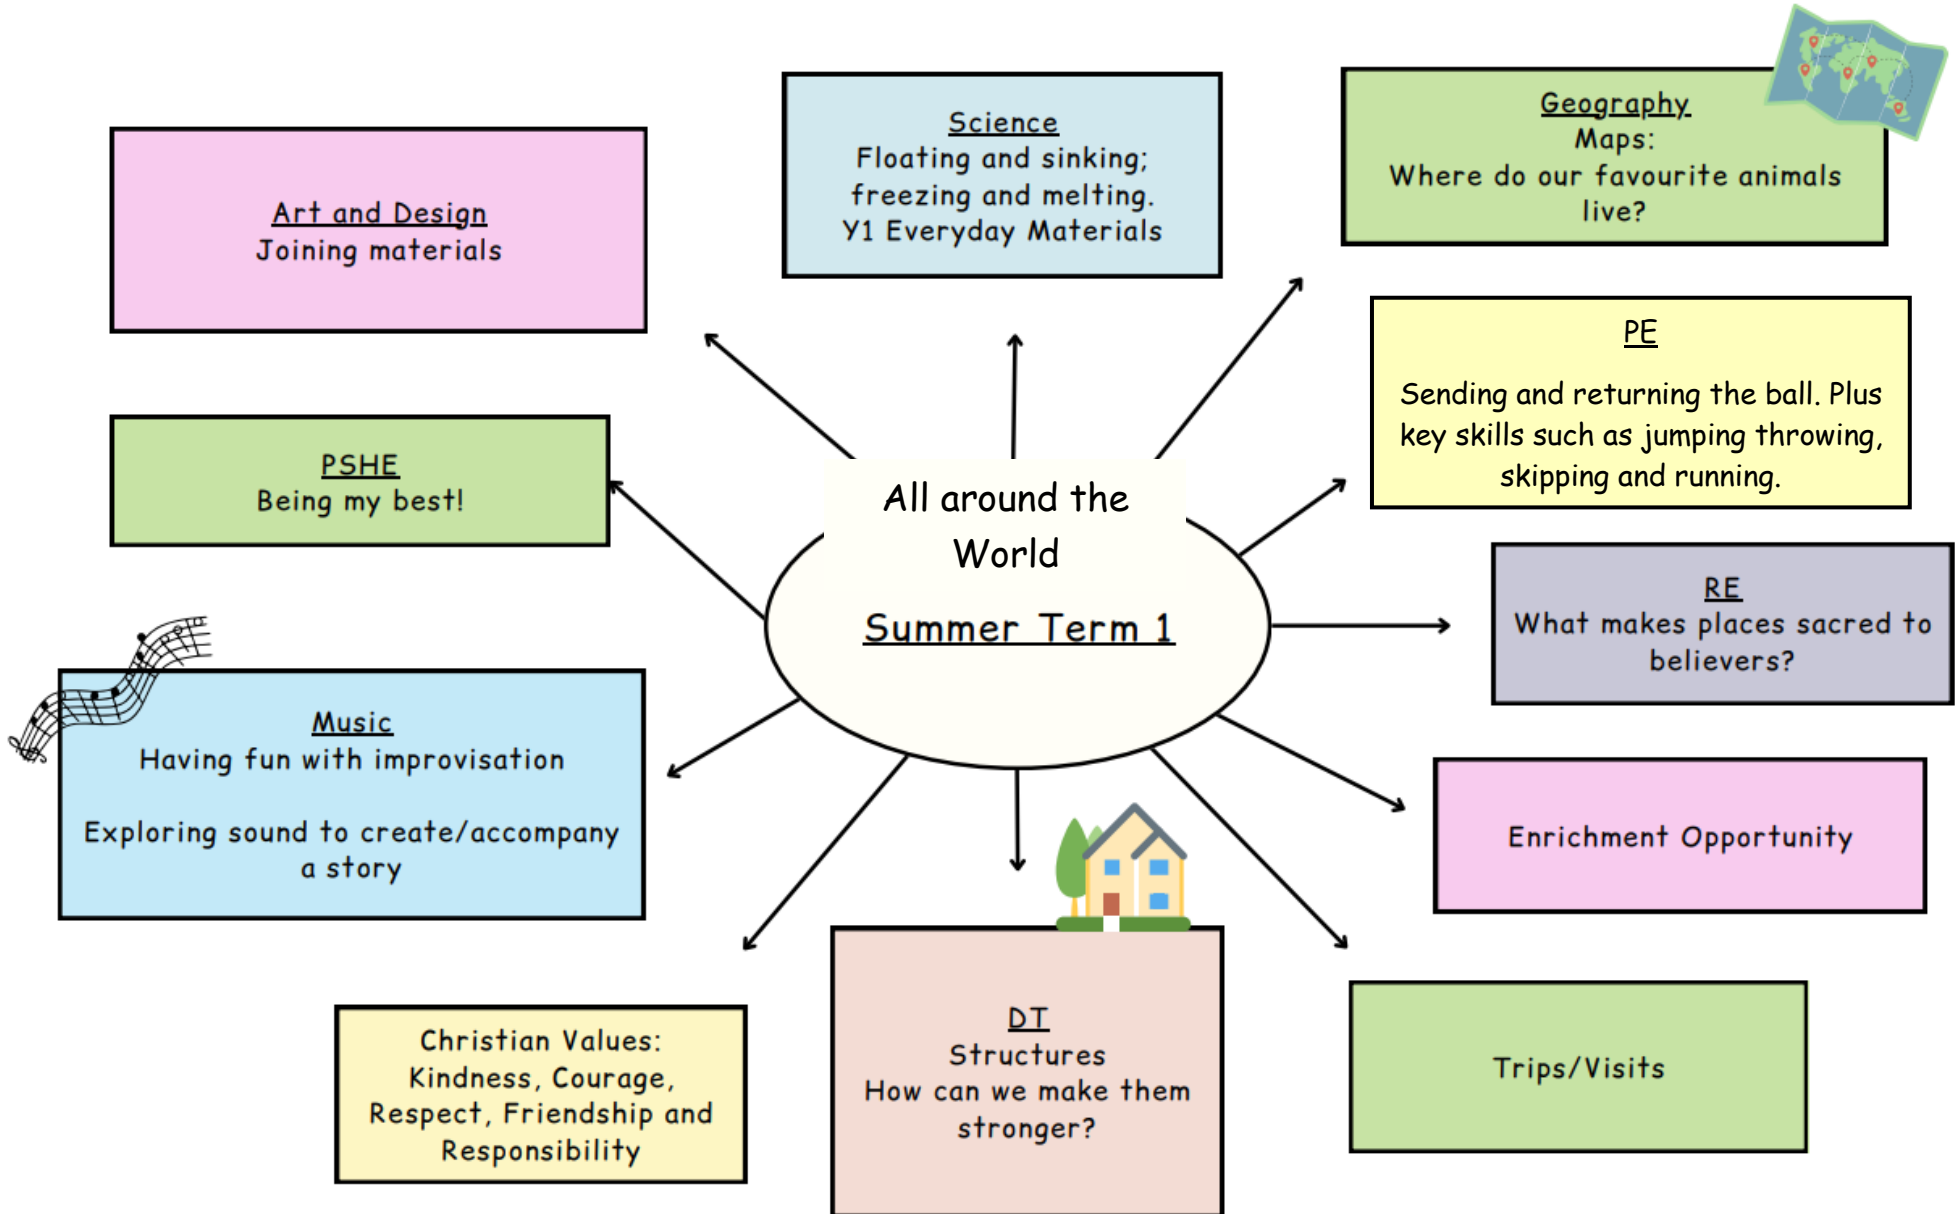 Science
Floating and sinking;
freezing and melting.
Y1 Everyday Materials
Geography
Maps:
Where do our favourite animals
live?
Art and Design
Joining materials
PE
Sending and returning the ball. Plus
key skills such as jumping throwing,
skipping and running.
PSHE
Being my best!
All around the
World
Summer Term 1
RE
What makes places sacred to
believers?
Music
Having fun with improvisation
Exploring sound to create/accompany
a story
Enrichment Opportunity
Christian Values:
Kindness, Courage,
Respect, Friendship and
Responsibility
DT
Structures
How can we make them
stronger?
Trips/Visits